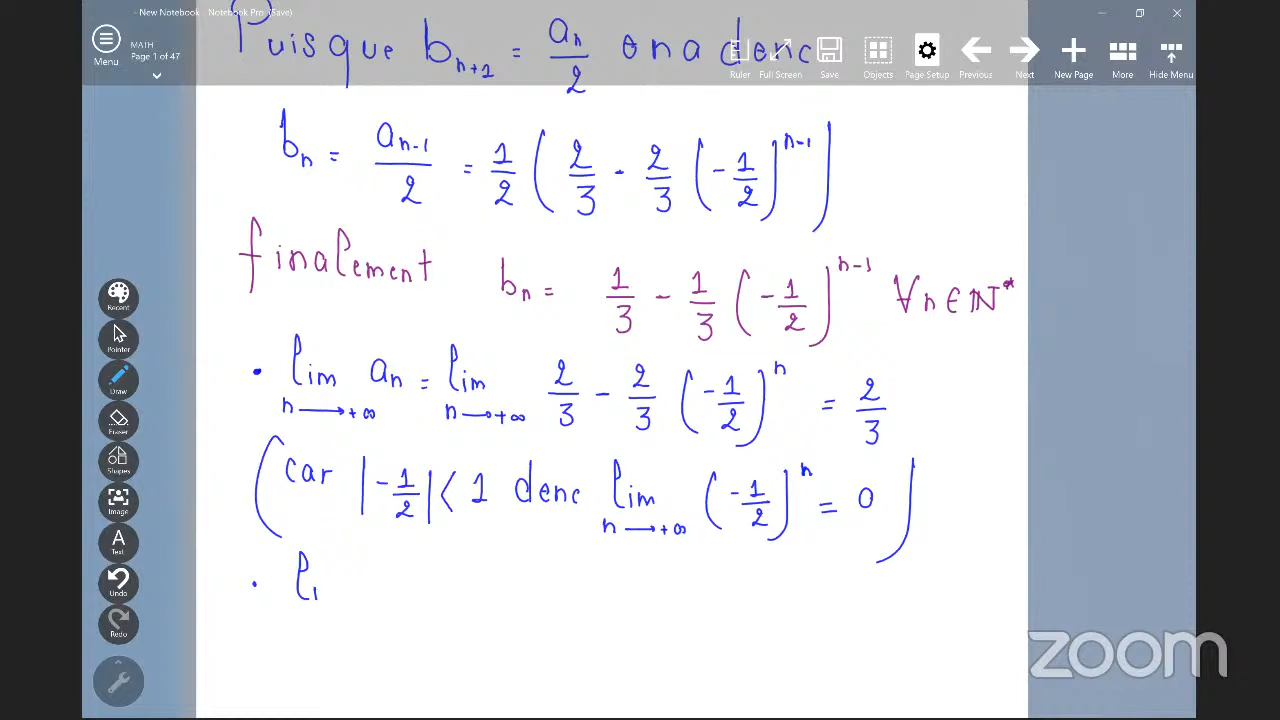 - New Notebook - Notebook Pro (Save)
Menu
MATH
Page 1 of 47
Ruler
Full Screen
Save
Objects
Page Setup
Previous
Next
New Page
More
Hide Menu
Puisque b_{n+1} = a_n/2 on a donc
b_n = a_{n-1}/2 = 1/2 ( 2/3 - 2/3 ( - 1/2 )^{n-1} )
finalement b_n = 1/3 - 1/3 ( - 1/2 )^{n-1} ∀n ∈ ℕ*
• lim_{n→+∞} a_n = lim_{n→+∞} 2/3 - 2/3 ( - 1/2 )^n = 2/3
( car | - 1/2 | < 1 donc lim_{n→+∞} ( - 1/2 )^n = 0 )
• li
Recent
Pointer
Draw
Eraser
Shapes
Image
Text
Undo
Redo
zoom